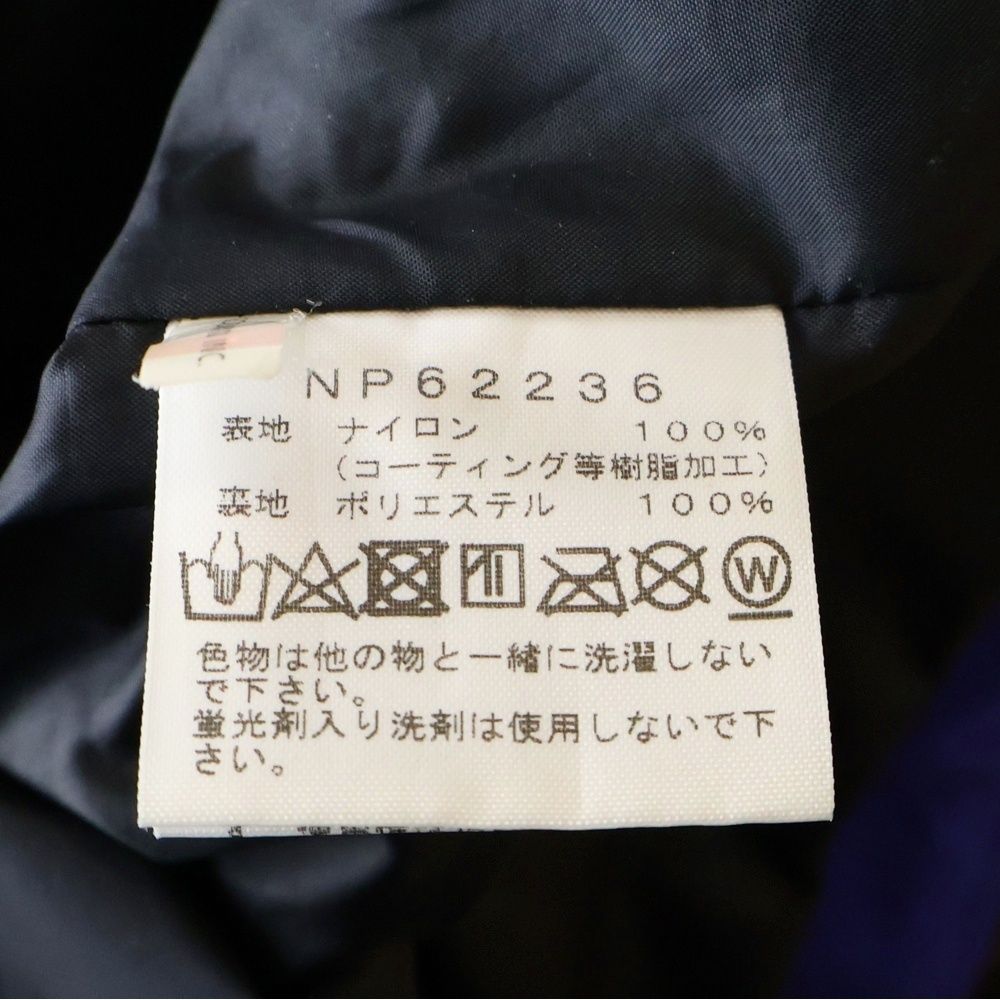 NP62236
表地 ナイロン 100%
(コーティング等樹脂加工)
裏地 ポリエステル 100%
W
色物は他の物と一緒に洗濯しない
で下さい。
蛍光剤入り洗剤は使用しないで下
さい。